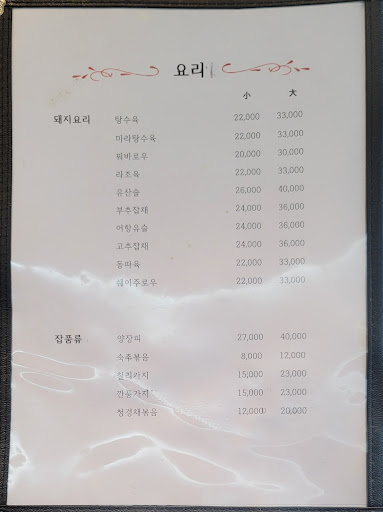 요리
小 大
돼지요리 탕수육 22,000 33,000
마라탕수육 22,000 33,000
꿔바로우 20,000 30,000
라조육 22,000 33,000
유산슬 26,000 40,000
부추잡채 24,000 36,000
어향유슬 24,000 36,000
고추잡채 24,000 36,000
동파육 22,000 33,000
쉐이주로우 22,000 33,000
잡품류 양장피 27,000 40,000
숙주볶음 8,000 12,000
칠리가지 15,000 23,000
깐풍가지 15,000 23,000
청경채볶음 12,000 20,000